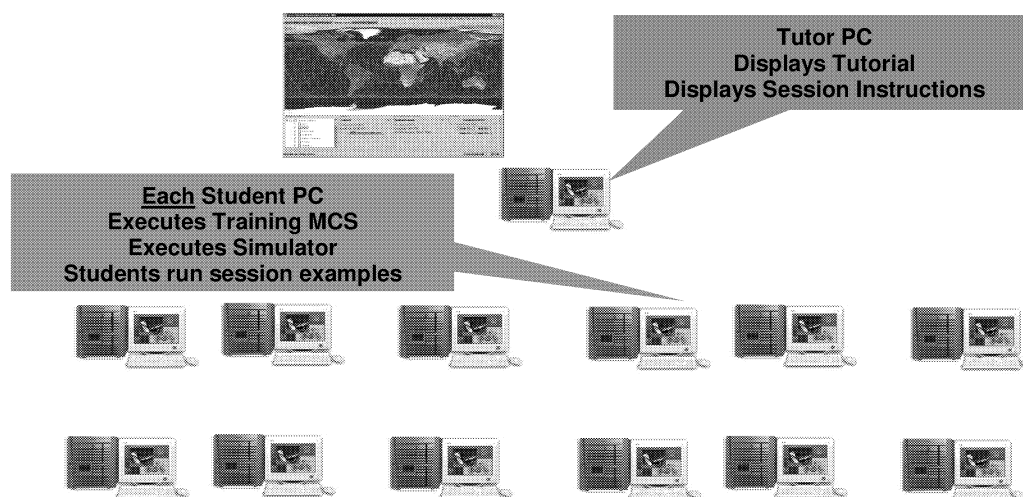 Tutor PC
Displays Tutorial
Displays Session Instructions
Each Student PC
Executes Training MCS
Executes Simulator
Students run session examples